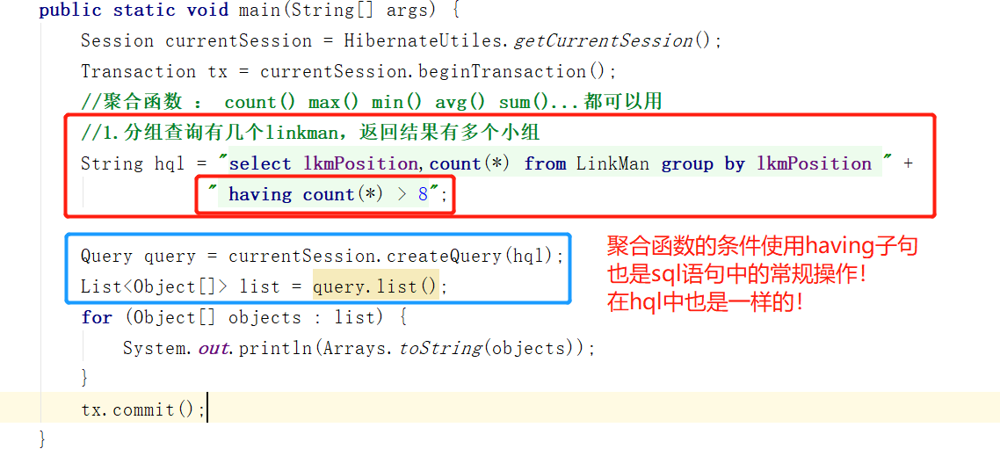 public static void main(String[] args) {
Session currentSession = HibernateUtiles.getCurrentSession();
Transaction tx = currentSession.beginTransaction();
//聚合函数 : count() max() min() avg() sum()...都可以用
//1.分组查询有几个linkman，返回结果有多个小组
String hql = "select lkmPosition,count(*) from LinkMan group by lkmPosition " +
" having count(*) > 8";
Query query = currentSession.createQuery(hql);
List<Object[]> list = query.list();
for (Object[] objects : list) {
System.out.println(Arrays.toString(objects));
}
tx.commit();
}
聚合函数的条件使用having子句
也是sql语句中的常规操作！
在hql中也是一样的！